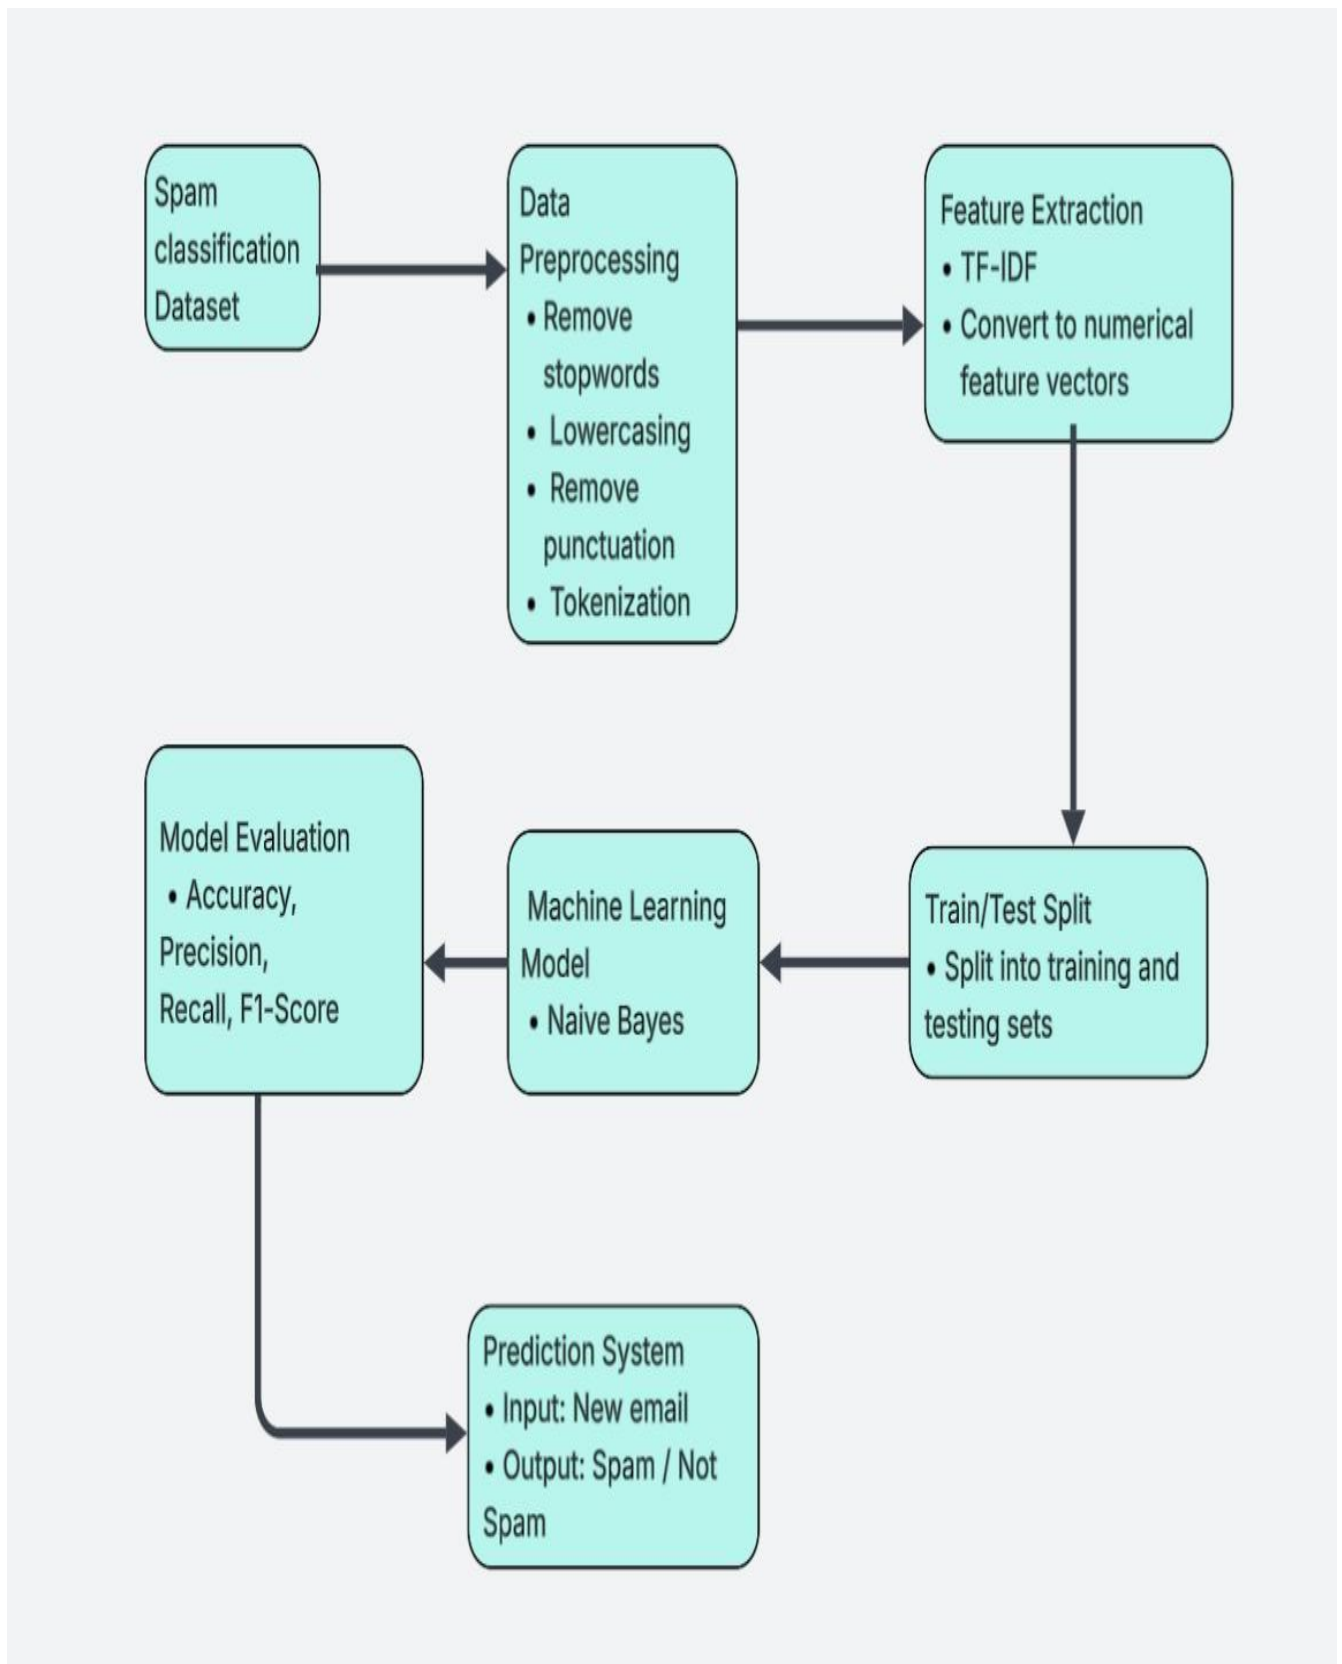 Spam
classification
Dataset
Data
Preprocessing
• Remove
stopwords
• Lowercasing
• Remove
punctuation
• Tokenization
Feature Extraction
• TF-IDF
• Convert to numerical
feature vectors
Train/Test Split
• Split into training and
testing sets
Machine Learning
Model
• Naive Bayes
Model Evaluation
• Accuracy,
Precision,
Recall, F1-Score
Prediction System
• Input: New email
• Output: Spam / Not
Spam